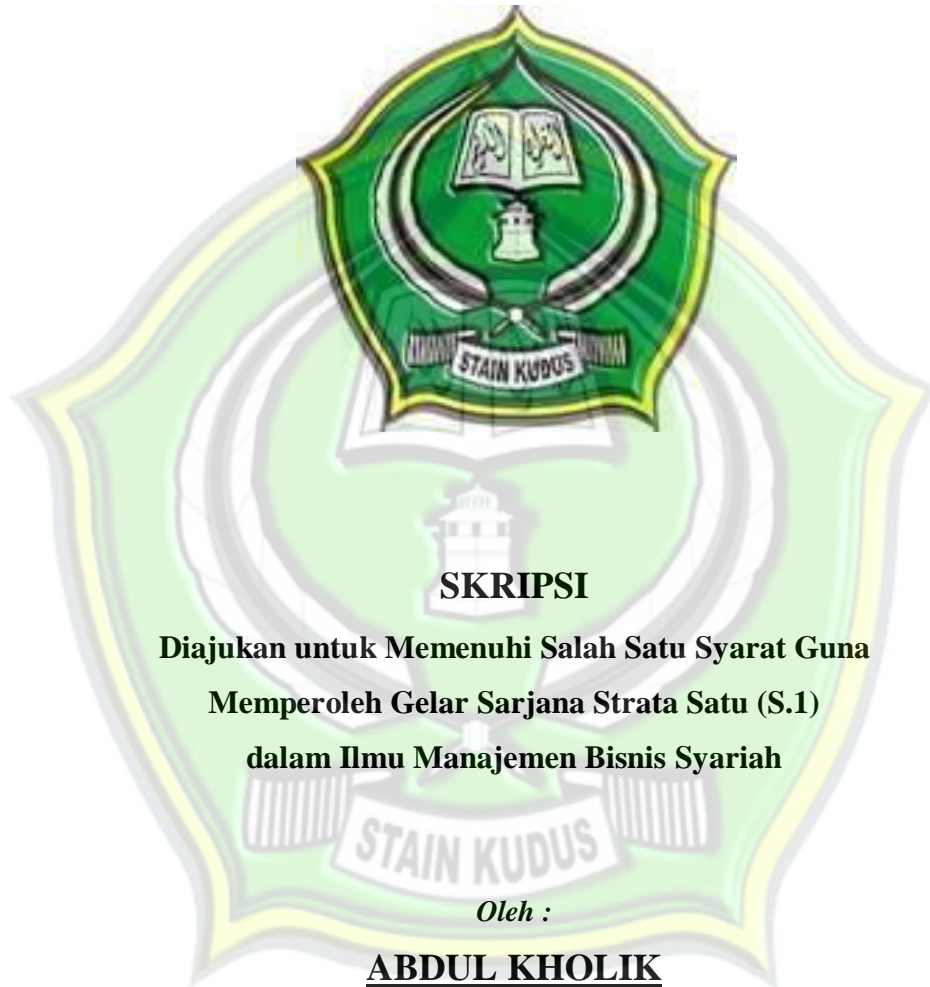 STAIN KUDUS
SKRIPSI
Diajukan untuk Memenuhi Salah Satu Syarat Guna
Memperoleh Gelar Sarjana Strata Satu (S.1)
dalam Ilmu Manajemen Bisnis Syariah
STAIN KUDUS
Oleh :
ABDUL KHOLIK